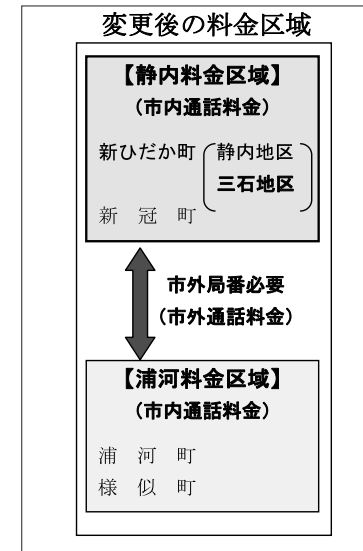 変更後の料金区域
【静内料金区域】
（市内通話料金）
新ひだか町（静内地区
三石地区）
新冠町
市外局番必要
（市外通話料金）
【浦河料金区域】
（市内通話料金）
浦河町
様似町